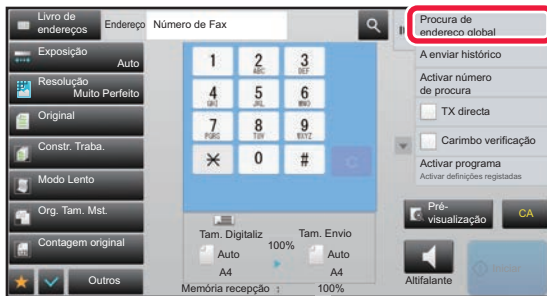 Livro de
endereços
Endereço
Número de Fax
Exposição
Auto
Resolução
Muito Perfeito
Original
Constr. Traba.
Modo Lento
Org. Tam. Mst.
Contagem original
Outros
1
2
ABC
3
DEF
4
GHI
5
JKL
6
MNO
7
PQRS
8
TUV
9
WXYZ
0
#
C
Tam. Digitaliz
Auto
A4
100%
Tam. Envio
Auto
A4
Memória recepção :
100%
Procura de
endereço global
A enviar histórico
Activar número
de procura
TX directa
Carimbo verificação
Activar programa
Activar definições registadas
Pré-
visualização
CA
Altifalante
Iniciar